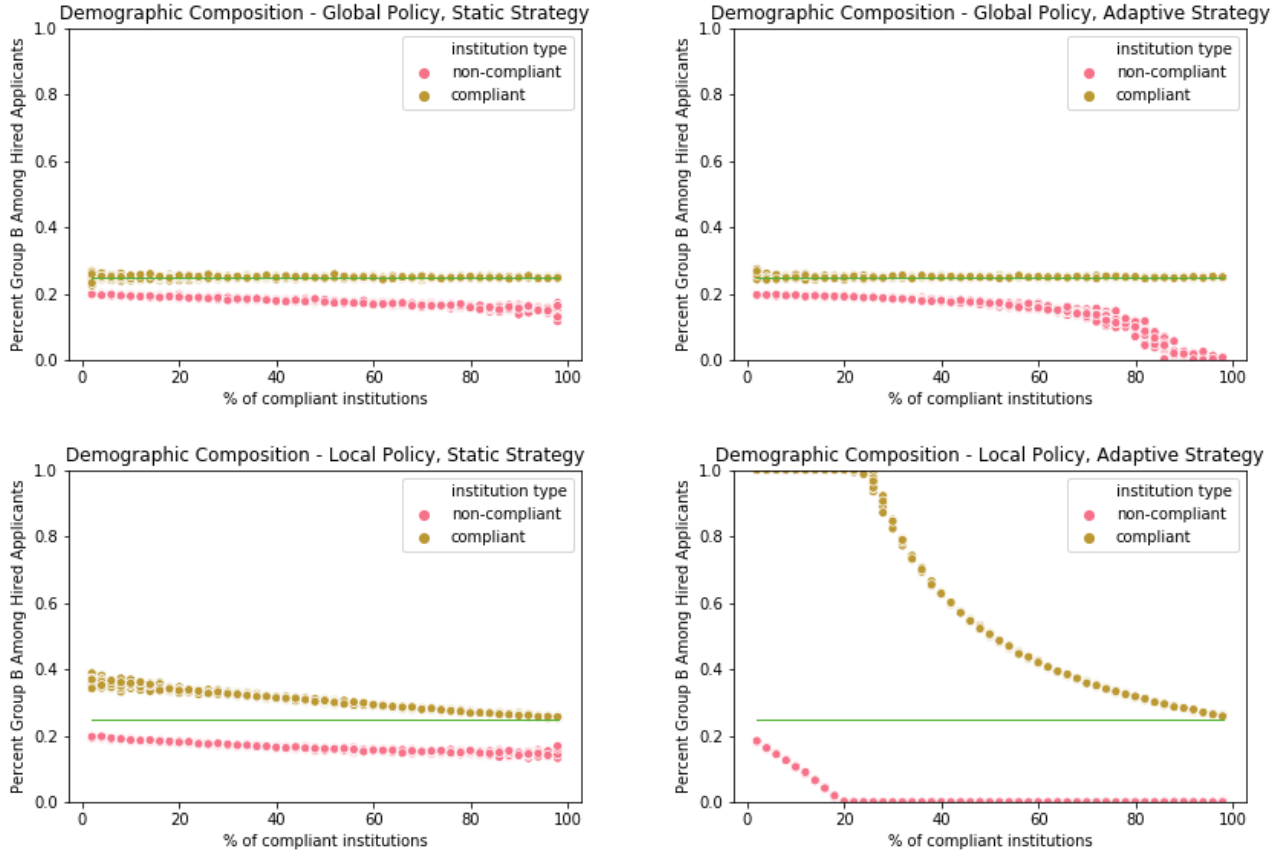 Demographic Composition - Global Policy, Static Strategy
Percent Group B Among Hired Applicants
1.0
0.8
0.6
0.4
0.2
0.0
institution type
non-compliant
compliant
0 20 40 60 80 100
% of compliant institutions
Demographic Composition - Global Policy, Adaptive Strategy
Percent Group B Among Hired Applicants
1.0
0.8
0.6
0.4
0.2
0.0
institution type
non-compliant
compliant
0 20 40 60 80 100
% of compliant institutions
Demographic Composition - Local Policy, Static Strategy
Percent Group B Among Hired Applicants
1.0
0.8
0.6
0.4
0.2
0.0
institution type
non-compliant
compliant
0 20 40 60 80 100
% of compliant institutions
Demographic Composition - Local Policy, Adaptive Strategy
Percent Group B Among Hired Applicants
1.0
0.8
0.6
0.4
0.2
0.0
institution type
non-compliant
compliant
0 20 40 60 80 100
% of compliant institutions